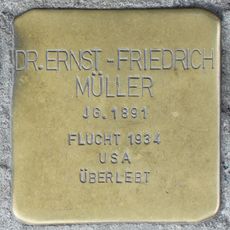 DR. ERNST-FRIEDRICH
MÜLLER
JG. 1891
FLUCHT 1934
USA
ÜBERLEBT